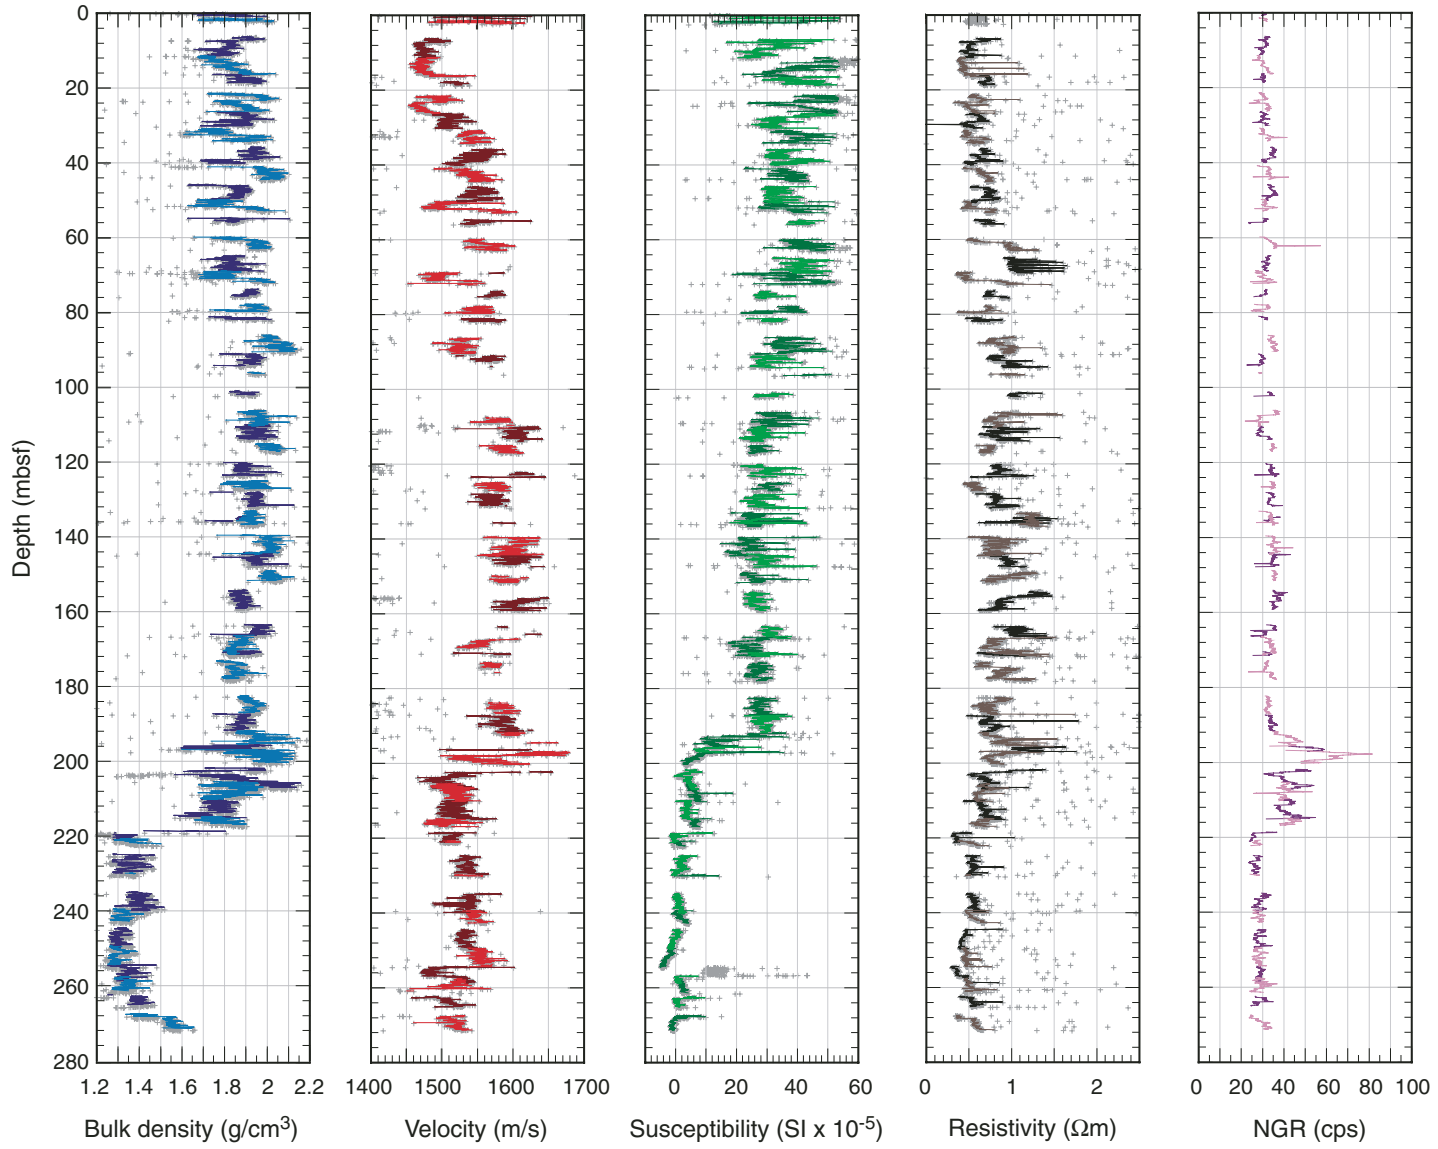 0
20
40
60
80
100
120
140
160
180
200
220
240
260
280
Depth (mbsf)
1.2 1.4 1.6 1.8 2 2.2
1400 1500 1600 1700
0 20 40 60
0 1 2
0 20 40 60 80 100
Bulk density (g/cm³)
Velocity (m/s)
Susceptibility (SI x 10⁻⁵)
Resistivity (Ωm)
NGR (cps)